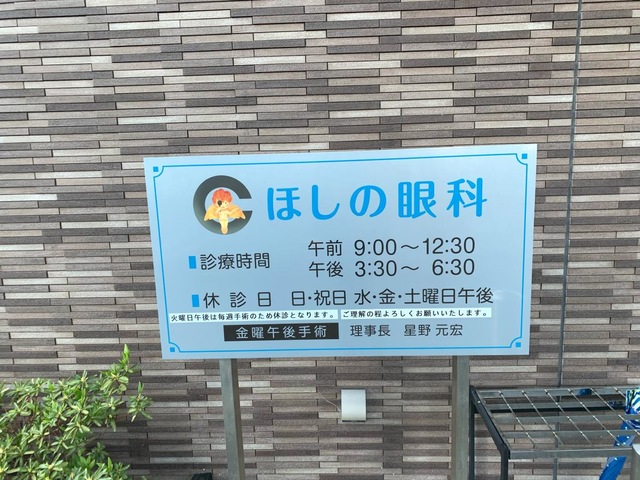 ほしの眼科
診療時間 午前 9:00～12:30
午後 3:30～ 6:30
休診日 日・祝日 水・金・土曜日午後
火曜日午後は毎週手術のため休診となります。ご理解の程よろしくお願いいたします。
金曜午後手術 理事長 星野 元宏